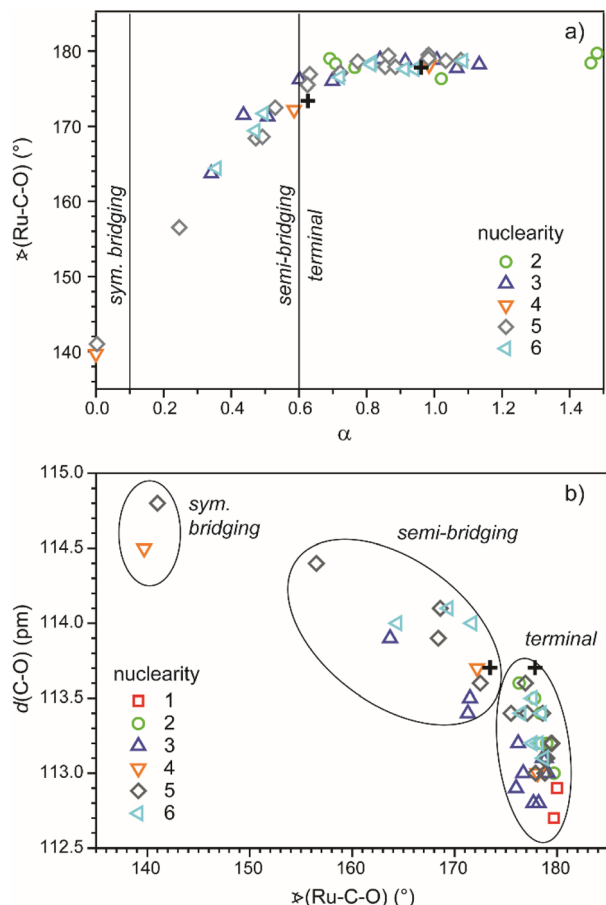 a)
180
170
160
150
140
∡(Ru-C-O) (°)
sym. bridging
semi-bridging
terminal
nuclearity
2
3
4
5
6
0.0 0.2 0.4 0.6 0.8 1.0 1.2 1.4
α
b)
115.0
114.5
114.0
113.5
113.0
112.5
d(C-O) (pm)
sym.
bridging
semi-bridging
terminal
nuclearity
1
2
3
4
5
6
140 150 160 170 180
∡(Ru-C-O) (°)